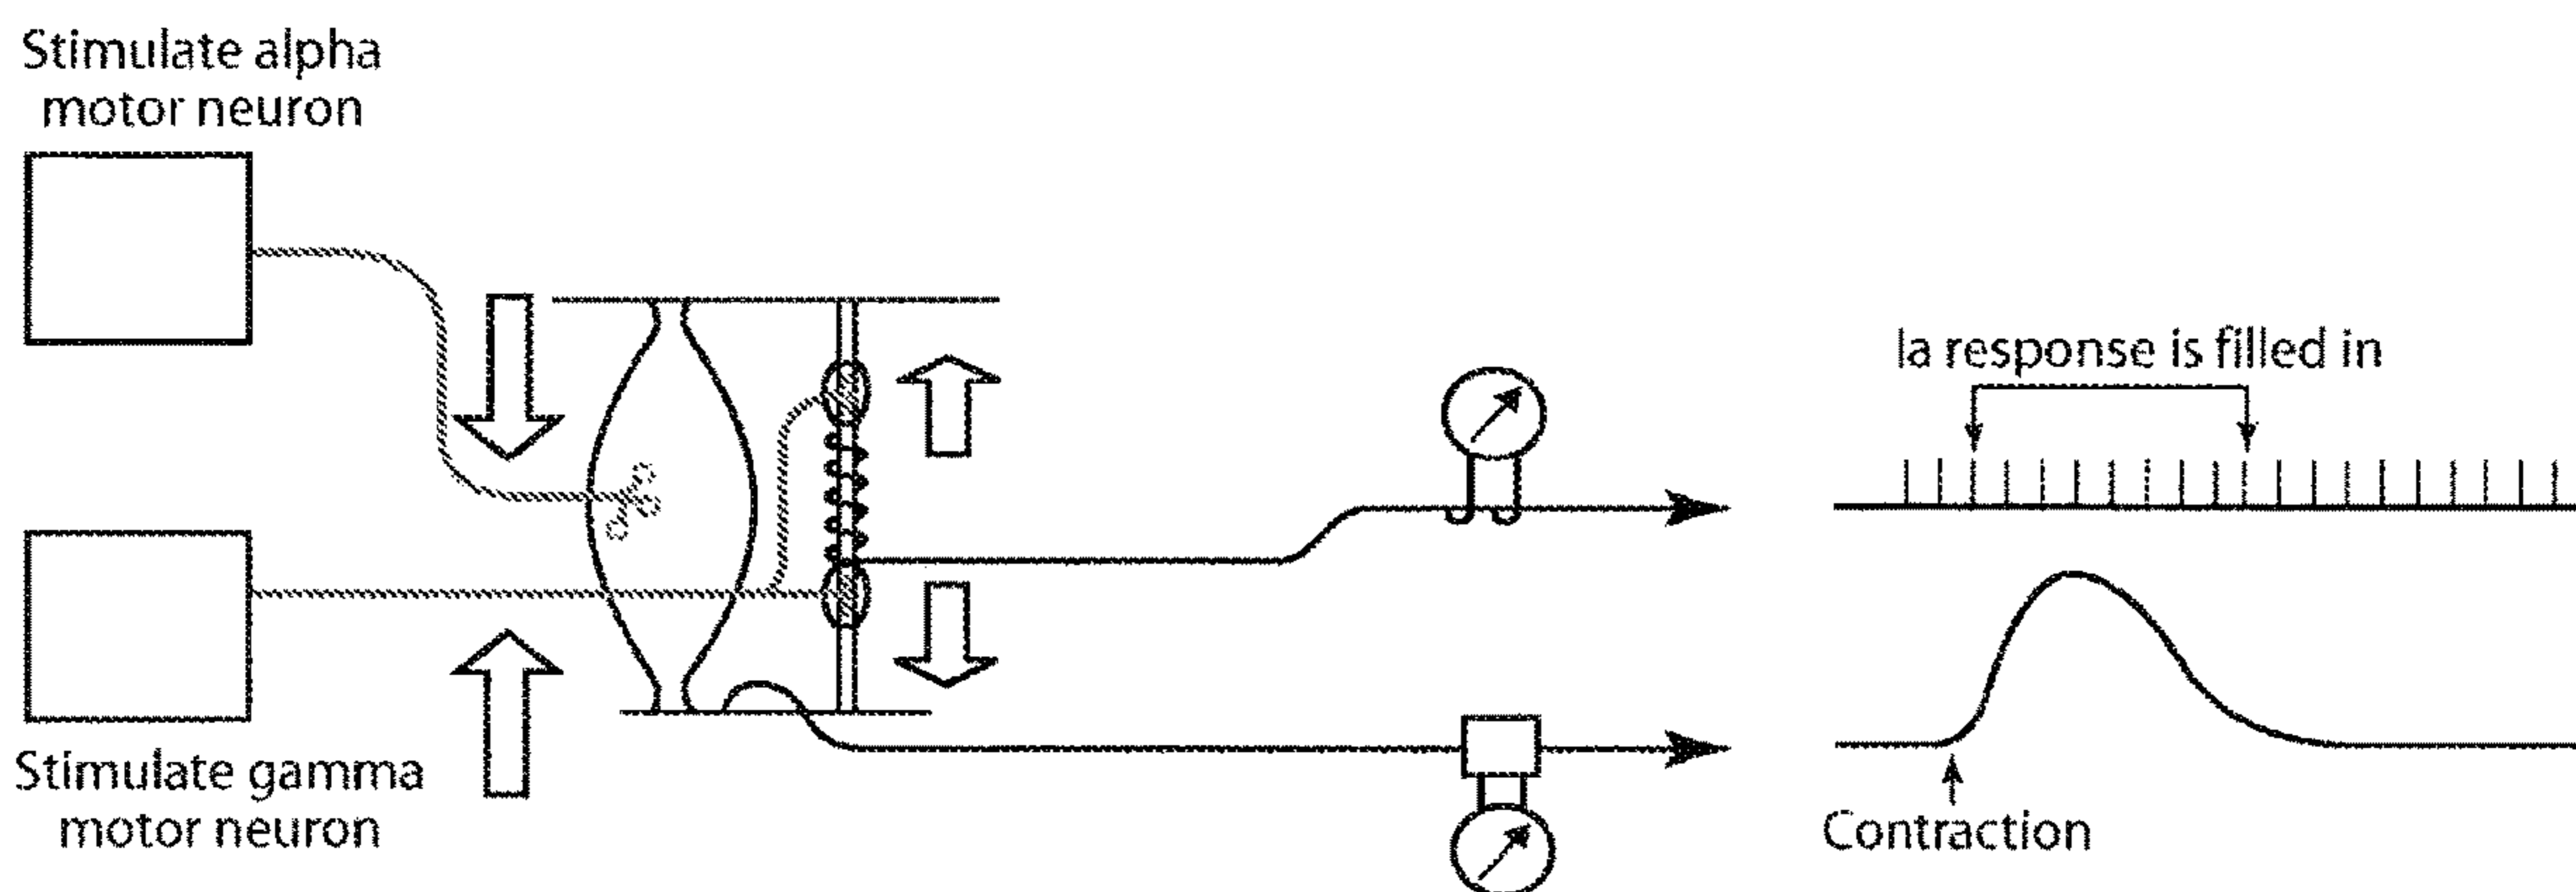 Stimulate alpha
motor neuron
Stimulate gamma
motor neuron
Ia response is filled in
Contraction